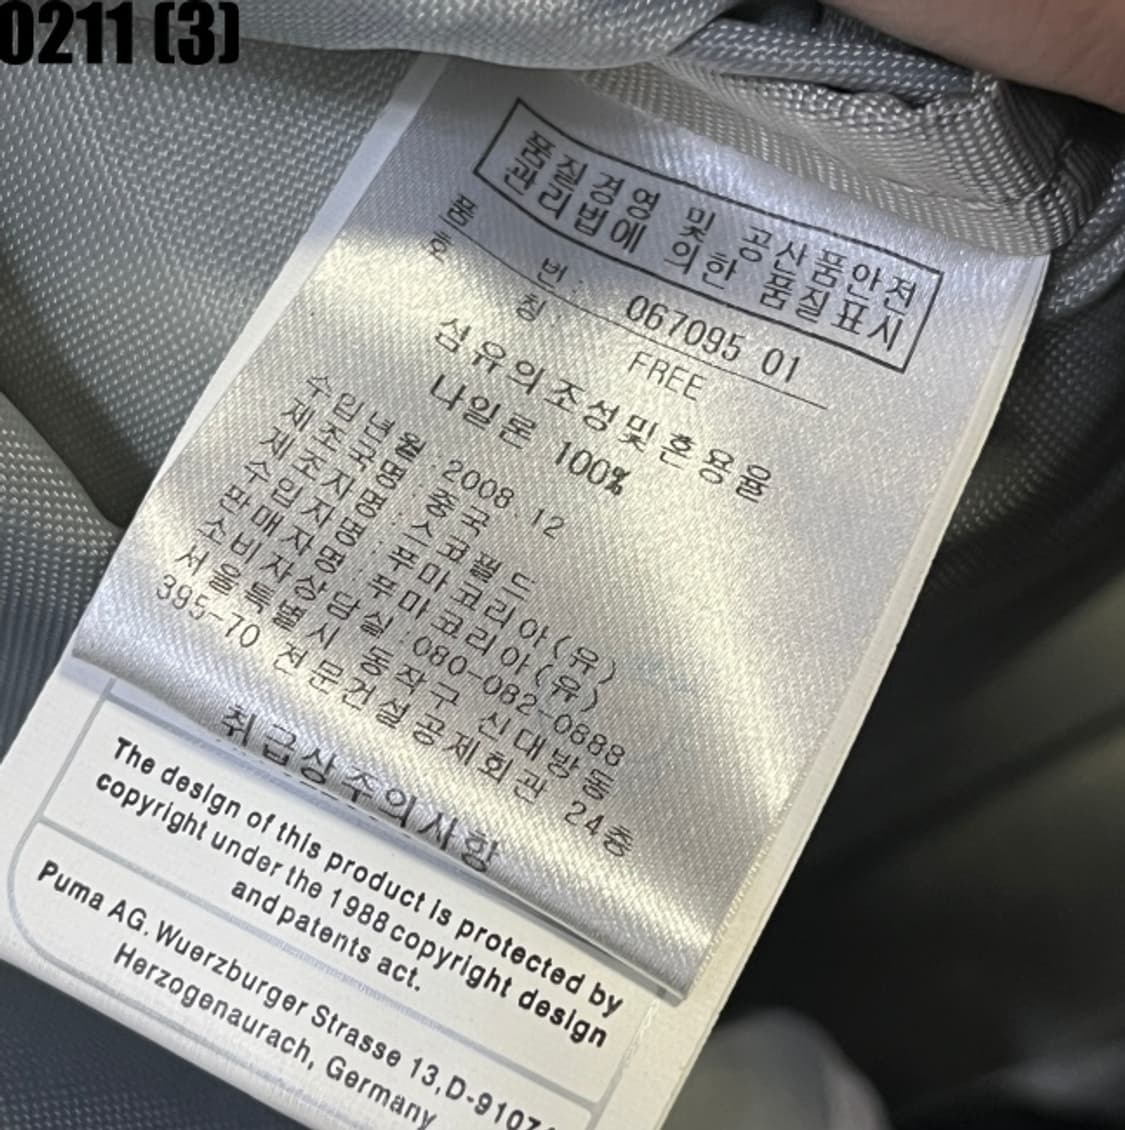 0211 (3)
품질경영 및 공산품안전
관리법에 의한 품질표시
품 번: 067095 01
호 칭: FREE
섬유의조성및혼용율
나일론 100%
수입년월:2008.12
제조국명:중국
제조자명:스코펠드
수입자명:푸마코리아(유)
판매자명:푸마코리아(유)
소비자상담실:080-082-0888
서울특별시 동작구 신대방동
395-70 전문건설공제회관 24층
취급상주의사항
The design of this product is protected by
copyright under the 1988 copyright design
and patents act.
Puma AG. Wuerzburger Strasse 13, D-91074
Herzogenaurach, Germany